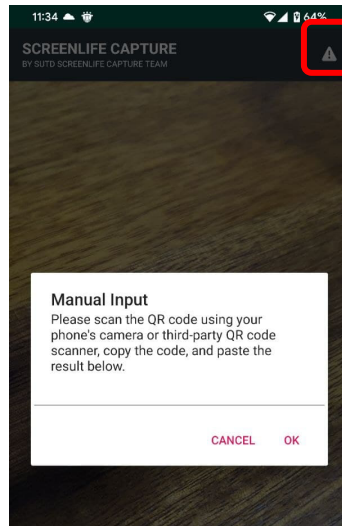 11:34 64%
SCREENLIFE CAPTURE
BY SUTD SCREENLIFE CAPTURE TEAM
Manual Input
Please scan the QR code using your
phone's camera or third-party QR code
scanner, copy the code, and paste the
result below.
CANCEL OK